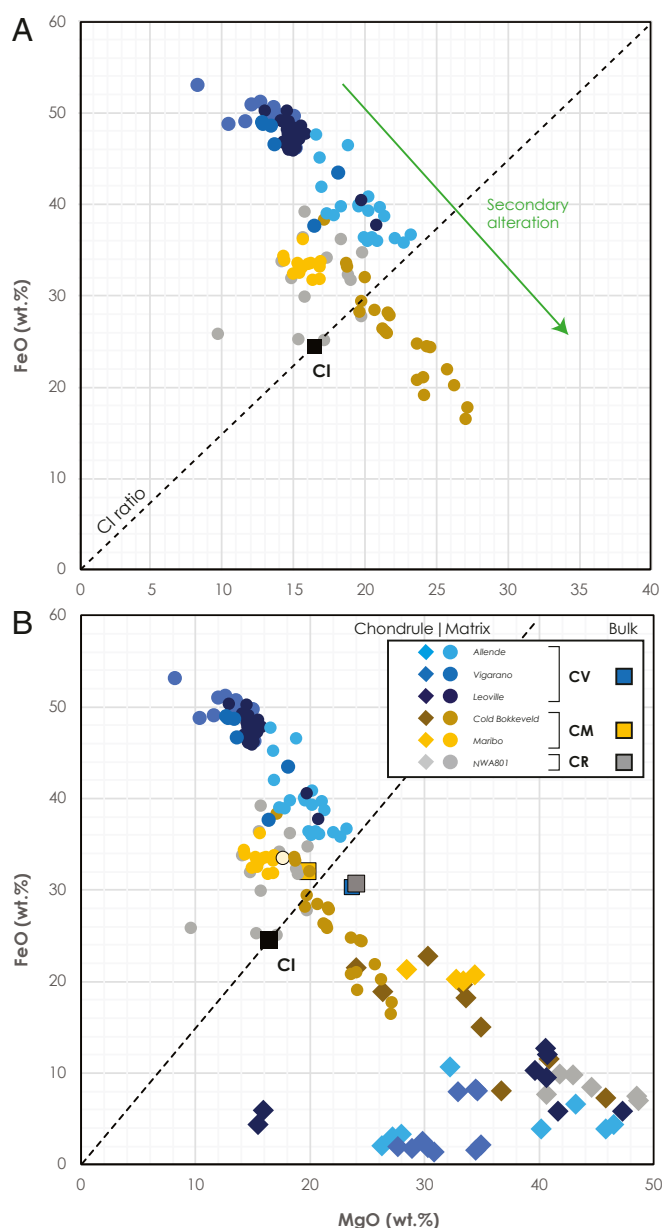 A
60
50
40
30
20
10
0
FeO (wt.%)
Secondary
alteration
CI
CI ratio
0 5 10 15 20 25 30 35 40
B
60
50
40
30
20
10
0
FeO (wt.%)
Chondrule | Matrix Bulk
Allende
Vigarano CV
Leoville
Cold Bokkeveld CM
Maribo
NWA801 CR
CI
0 10 20 30 40 50
MgO (wt.%)